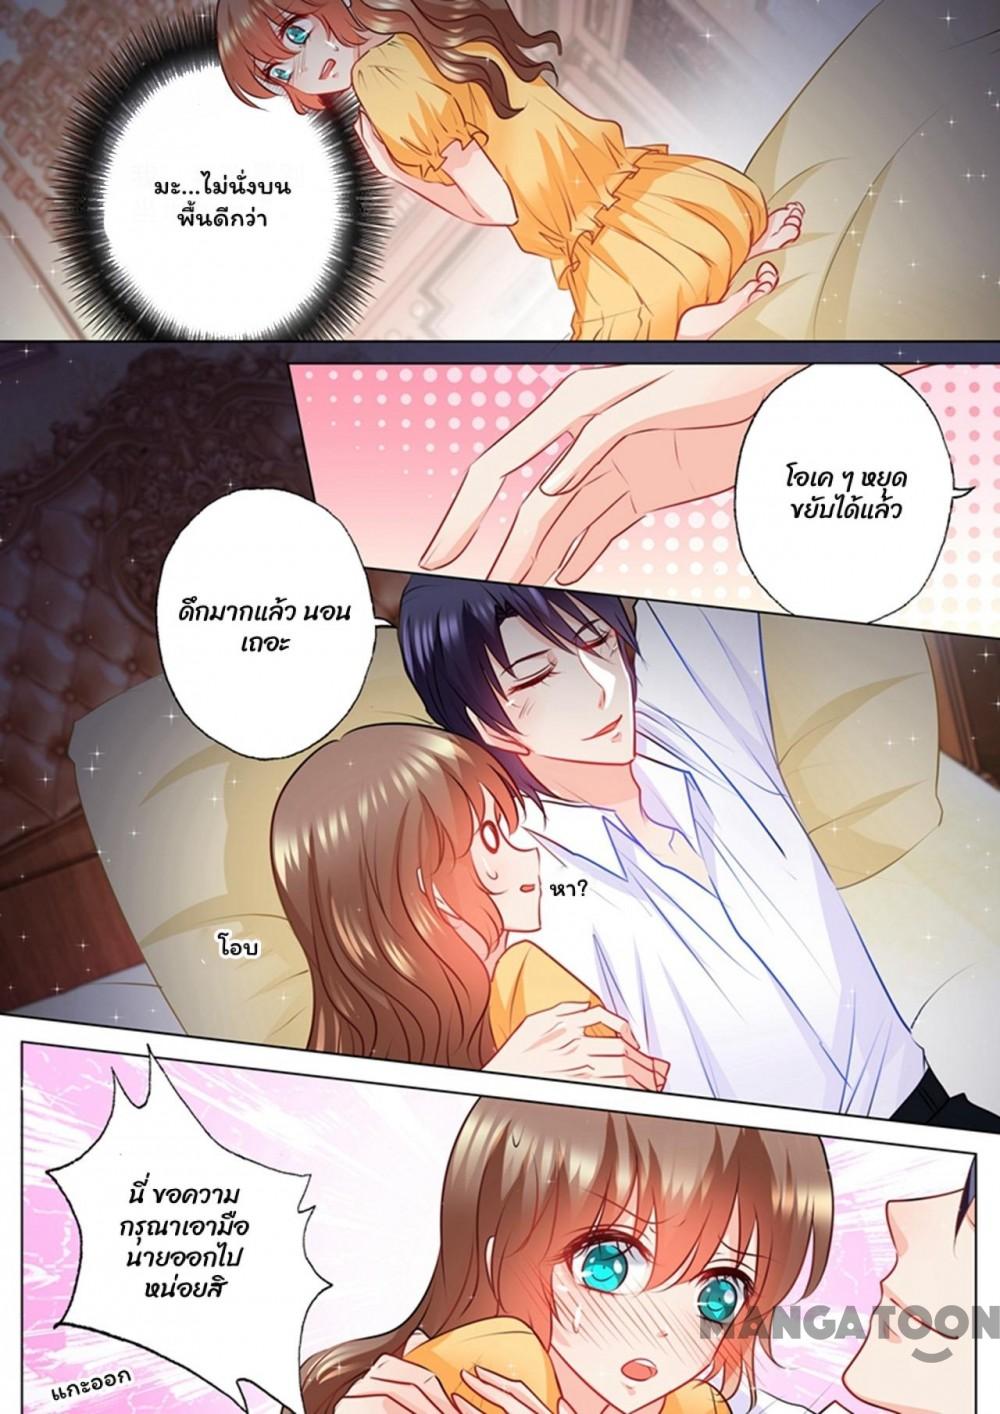 มะ...ไม่นั่งบน
พื้นดีกว่า
โอเค ๆ หยุด
ขยับได้แล้ว
ดึกมากแล้ว นอน
เถอะ
หา?
โอบ
นี่ ขอความ
กรุณาเอามือ
นายออกไป
หน่อยสิ
แกะออก
MANGATOON